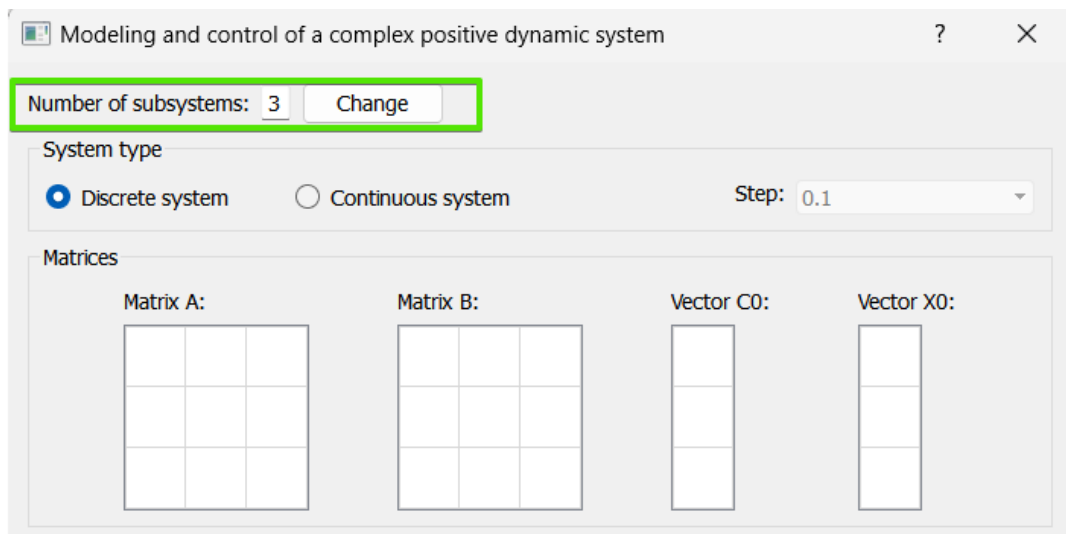 Modeling and control of a complex positive dynamic system ?
Number of subsystems: 3 Change
System type
Discrete system Continuous system Step: 0.1
Matrices
Matrix A: Matrix B: Vector C0: Vector X0: